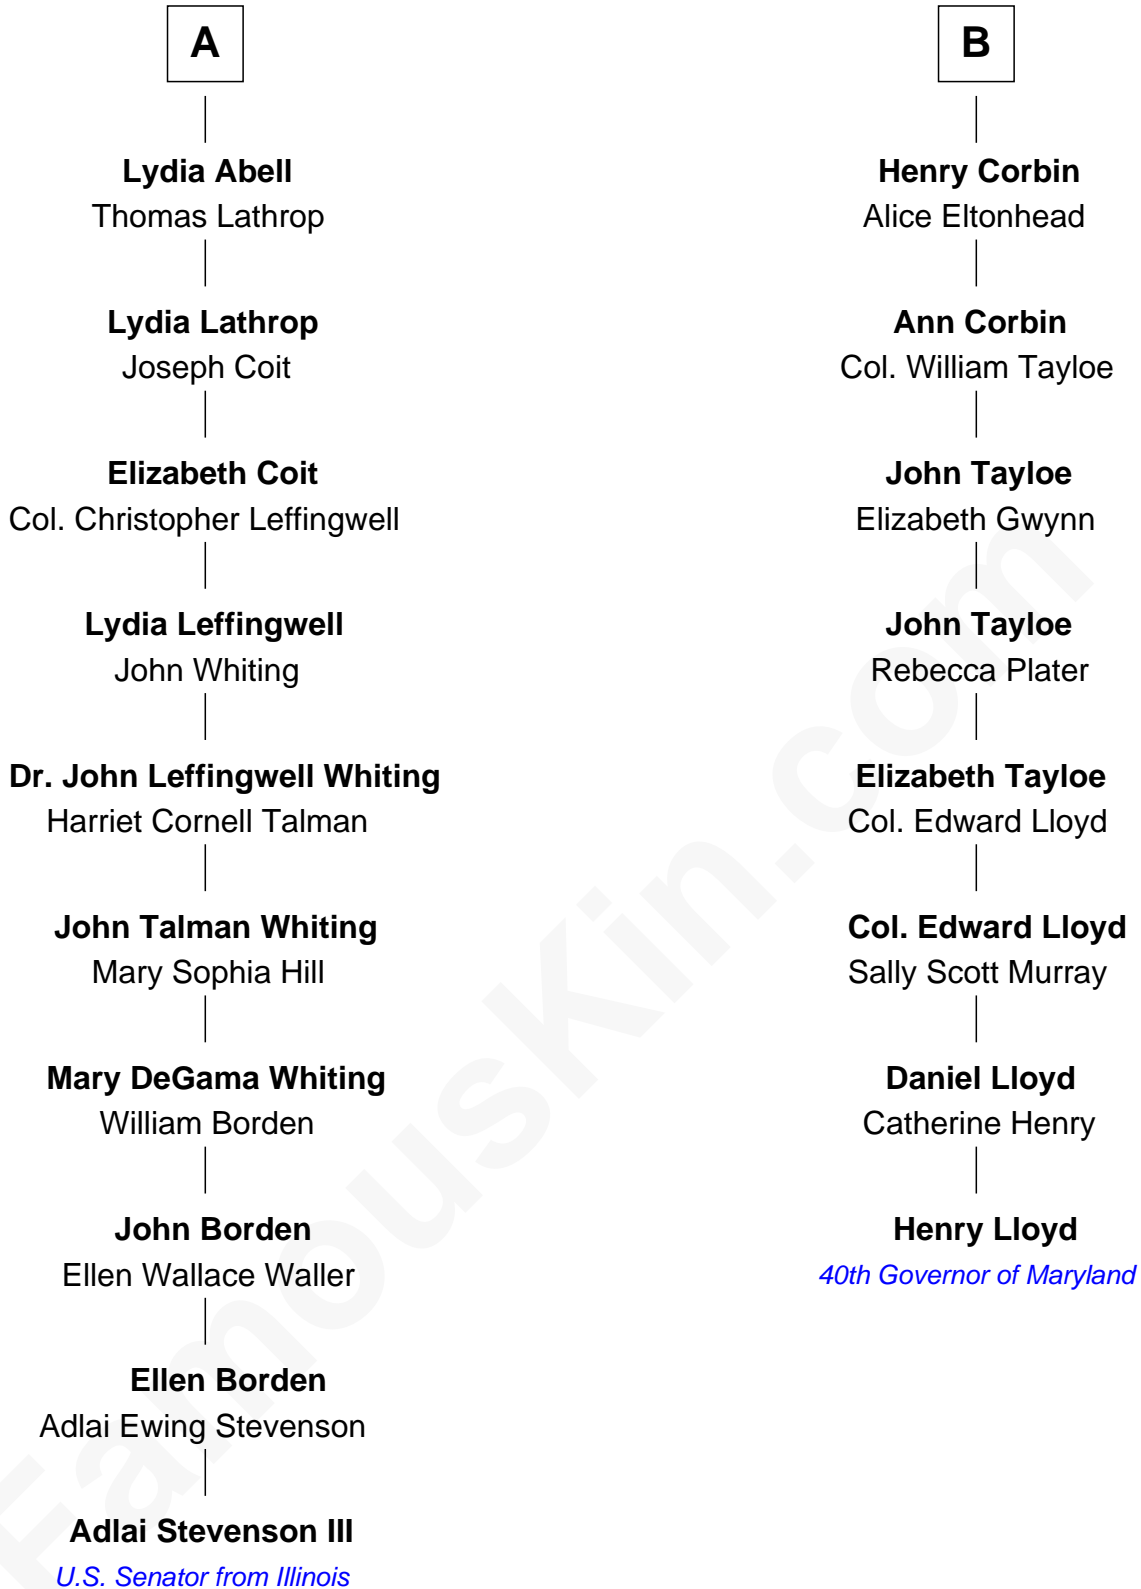 A
Lydia Abell
Thomas Lathrop
Lydia Lathrop
Joseph Coit
Elizabeth Coit
Col. Christopher Leffingwell
Lydia Leffingwell
John Whiting
Dr. John Leffingwell Whiting
Harriet Cornell Talman
John Talman Whiting
Mary Sophia Hill
Mary DeGama Whiting
William Borden
John Borden
Ellen Wallace Waller
Ellen Borden
Adlai Ewing Stevenson
Adlai Stevenson III
U.S. Senator from Illinois
B
Henry Corbin
Alice Eltonhead
Ann Corbin
Col. William Tayloe
John Tayloe
Elizabeth Gwynn
John Tayloe
Rebecca Plater
Elizabeth Tayloe
Col. Edward Lloyd
Col. Edward Lloyd
Sally Scott Murray
Daniel Lloyd
Catherine Henry
Henry Lloyd
40th Governor of Maryland
FamousKin.com